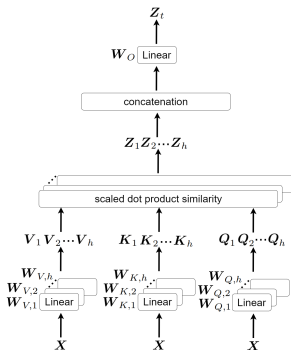 Z_t
W_O Linear
concatenation
Z_1 Z_2 ⋯ Z_h
scaled dot product similarity
V_1 V_2 ⋯ V_h K_1 K_2 ⋯ K_h Q_1 Q_2 ⋯ Q_h
W_{V,h} W_{K,h} W_{Q,h}
W_{V,2} W_{K,2} W_{Q,2}
W_{V,1} Linear W_{K,1} Linear W_{Q,1} Linear
X X X